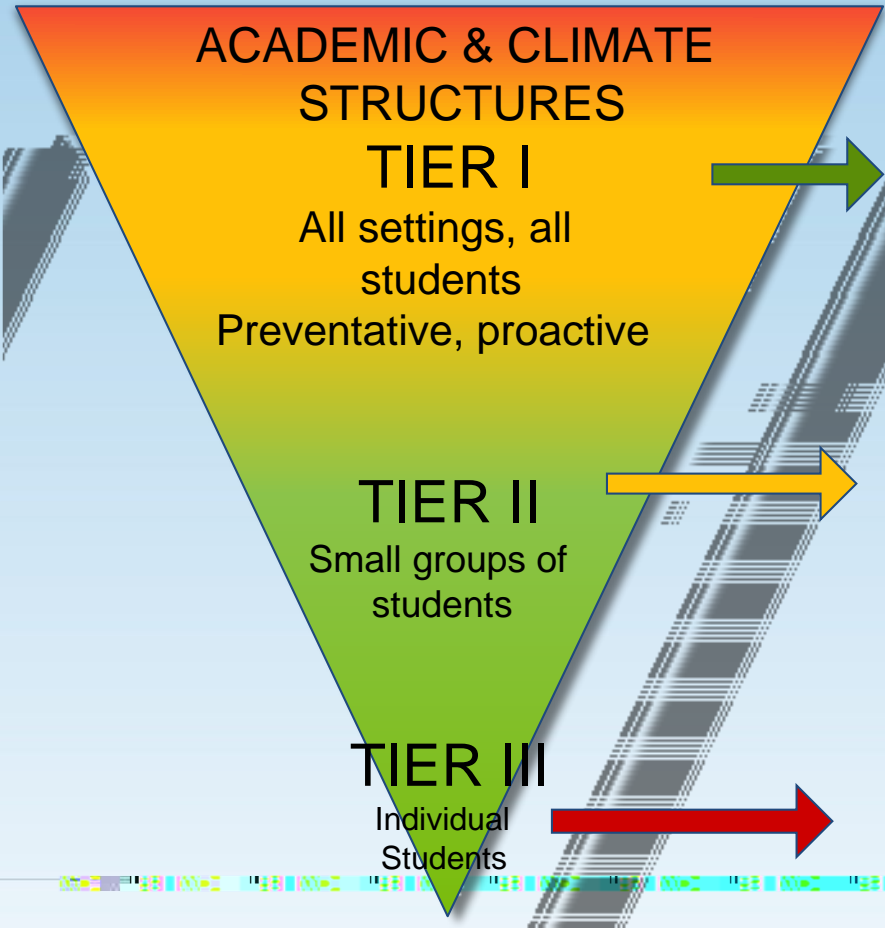 ACADEMIC & CLIMATE
STRUCTURES
TIER I
All settings, all
students
Preventative, proactive
TIER II
Small groups of
students
TIER III
Individual
Students